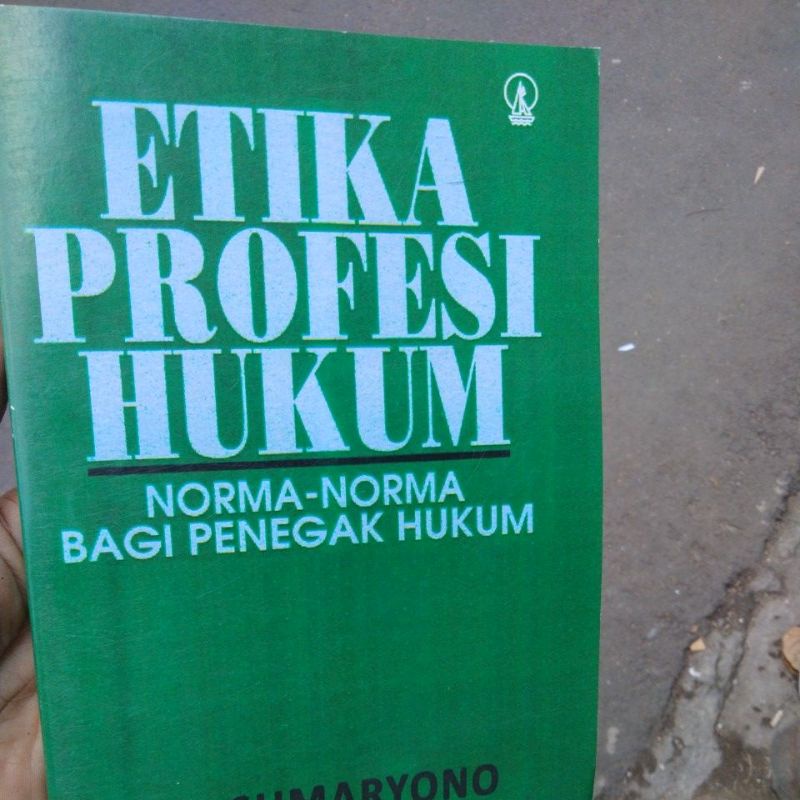 ETIKA
PROFESI
HUKUM
NORMA-NORMA
BAGI PENEGAK HUKUM
SUMARYONO